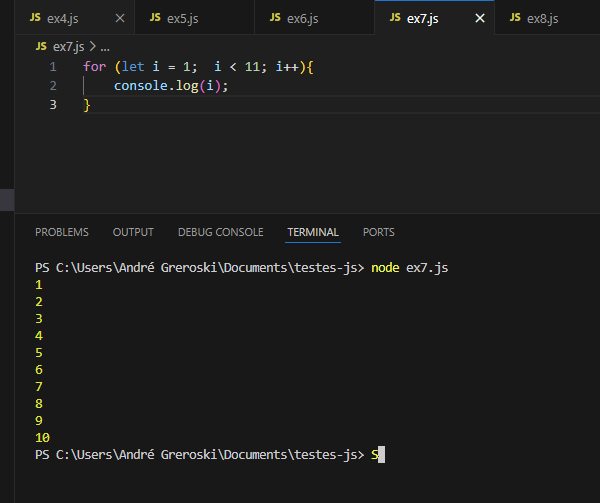 JS ex4.js × JS ex5.js JS ex6.js JS ex7.js × JS ex8.js
JS ex7.js > ...
1 for (let i = 1;  i < 11; i++){
2     console.log(i);
3 }
PROBLEMS OUTPUT DEBUG CONSOLE TERMINAL PORTS
PS C:\Users\André Greroski\Documents\testes-js> node ex7.js
1
2
3
4
5
6
7
8
9
10
PS C:\Users\André Greroski\Documents\testes-js> S